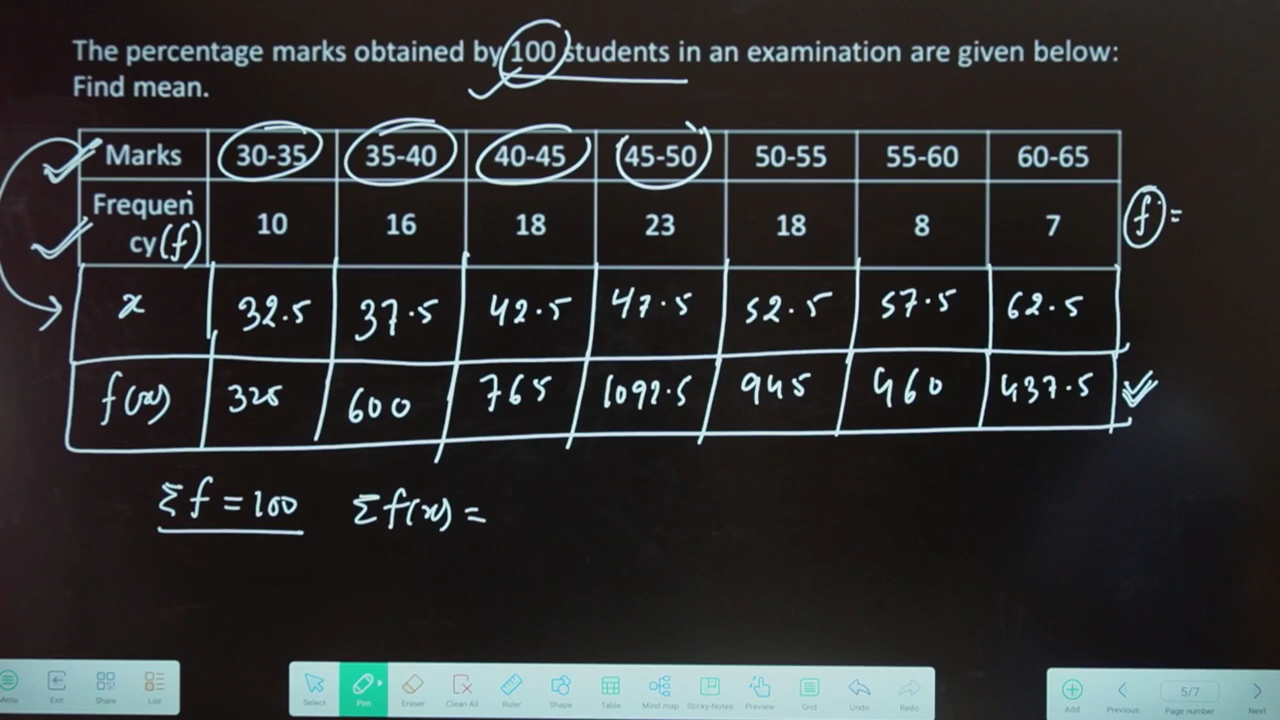 The percentage marks obtained by 100 students in an examination are given below:
Find mean.
Marks 30-35 35-40 40-45 45-50 50-55 55-60 60-65
Frequen
cy(f) 10 16 18 23 18 8 7 f =
x 32.5 37.5 42.5 47.5 52.5 57.5 62.5
f(x) 325 600 765 1092.5 945 460 437.5
Σf = 100 Σf(x) =
Menu Exit Share List Select Pen Eraser Clean All Ruler Shape Table Mind map Sticky-Notes Preview Grid Undo Redo Add Previous 5/7 Page number Next